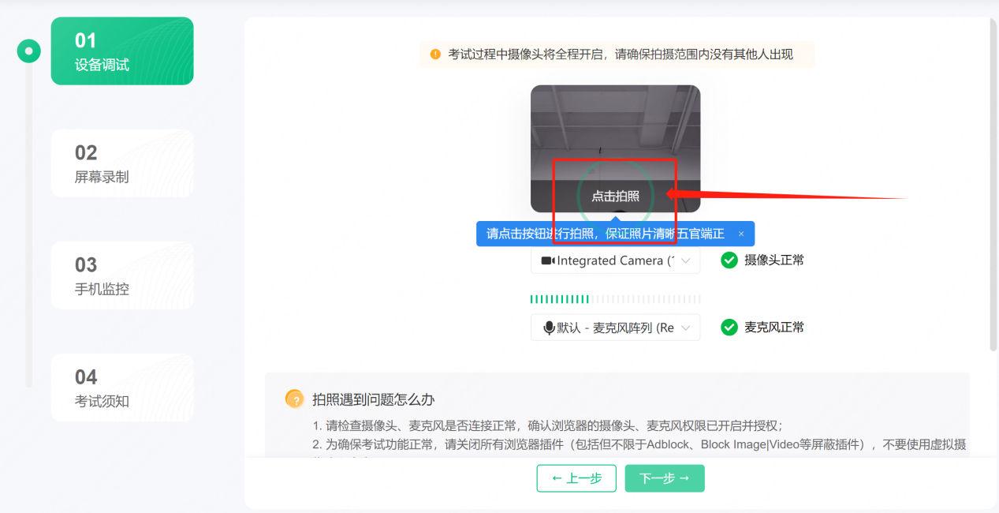 01
设备调试
02
屏幕录制
03
手机监控
04
考试须知
考试过程中摄像头将全程开启，请确保拍摄范围内没有其他人出现
点击拍照
请点击按钮进行拍照，保证照片清晰五官端正 ×
Integrated Camera (
摄像头正常
默认 - 麦克风阵列 (Re
麦克风正常
拍照遇到问题怎么办
1. 请检查摄像头、麦克风是否连接正常，确认浏览器的摄像头、麦克风权限已开启并授权；
2. 为确保考试功能正常，请关闭所有浏览器插件（包括但不限于Adblock、Block Image|Video等屏蔽插件），不要使用虚拟摄
← 上一步
下一步 →